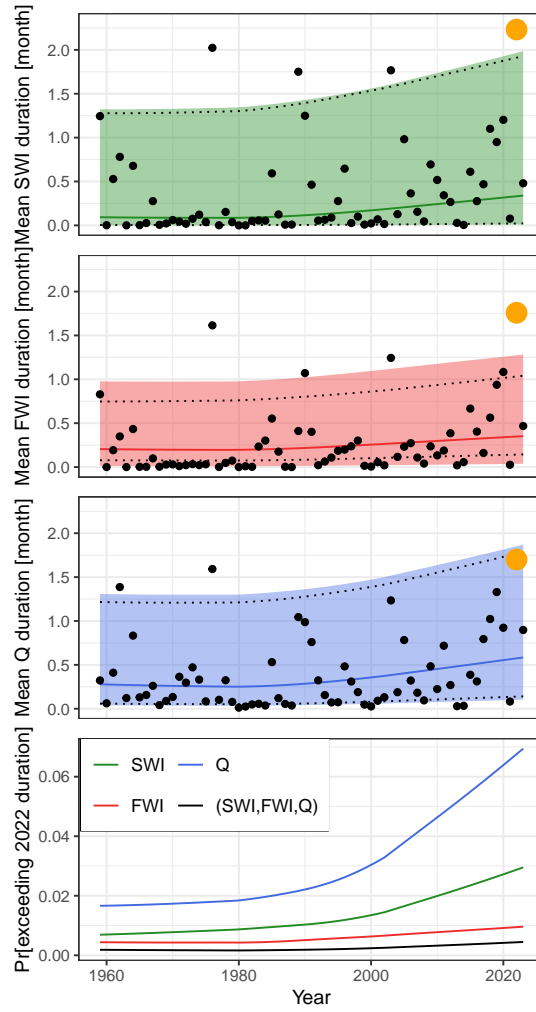 Mean SWI duration [month]
2.0
1.5
1.0
0.5
0.0
Mean FWI duration [month]
2.0
1.5
1.0
0.5
0.0
Mean Q duration [month]
2.0
1.5
1.0
0.5
0.0
Pr[exceeding 2022 duration]
0.06
0.04
0.02
0.00
SWI
Q
FWI
(SWI,FWI,Q)
1960
1980
2000
2020
Year